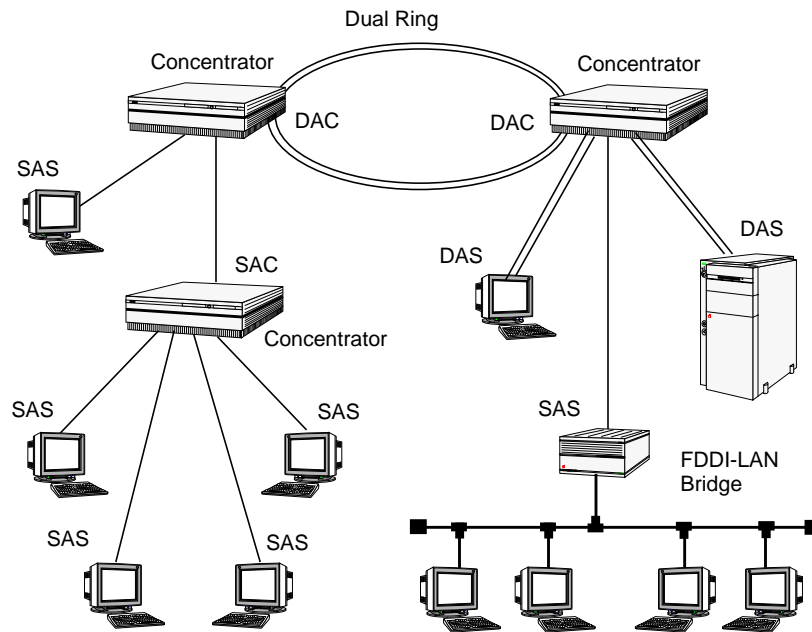 Dual Ring
Concentrator
Concentrator
DAC
DAC
SAS
DAS
DAS
SAC
Concentrator
SAS
SAS
SAS
FDDI-LAN
Bridge
SAS
SAS